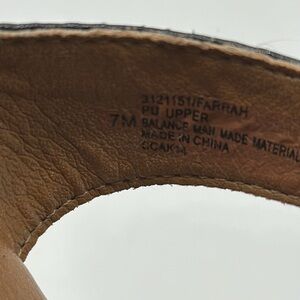 3121151/FARRAH
PU UPPER
7M BALANCE MAN MADE MATERIAL
MADE IN CHINA